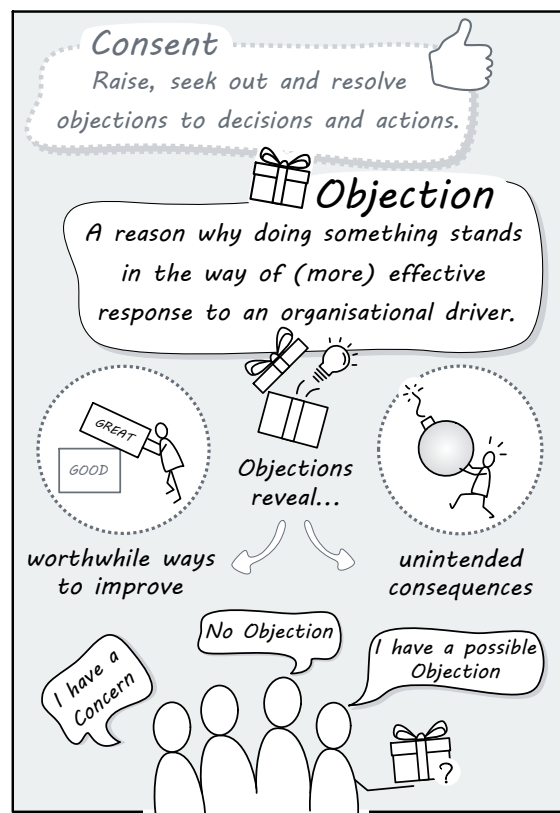 Consent
Raise, seek out and resolve
objections to decisions and actions.
Objection
A reason why doing something stands
in the way of (more) effective
response to an organisational driver.
GREAT
GOOD
Objections
reveal...
worthwhile ways
to improve
unintended
consequences
I have a
Concern
No Objection
I have a possible
Objection
?